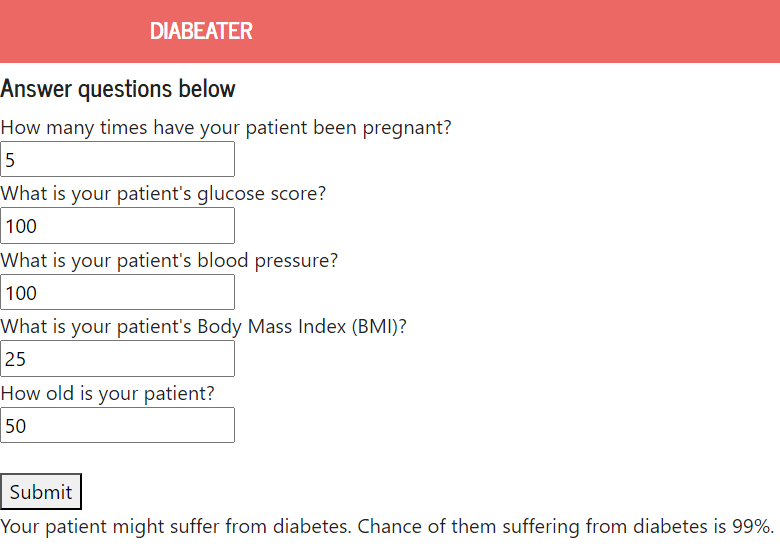 DIABEATER
Answer questions below
How many times have your patient been pregnant?
5
What is your patient's glucose score?
100
What is your patient's blood pressure?
100
What is your patient's Body Mass Index (BMI)?
25
How old is your patient?
50
Submit
Your patient might suffer from diabetes. Chance of them suffering from diabetes is 99%.